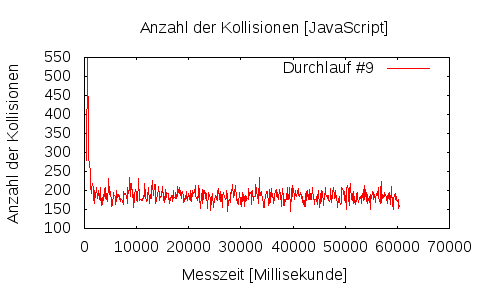 Anzahl der Kollisionen [JavaScript]
Durchlauf #9
Anzahl der Kollisionen
550
500
450
400
350
300
250
200
150
100
0 10000 20000 30000 40000 50000 60000 70000
Messzeit [Millisekunde]